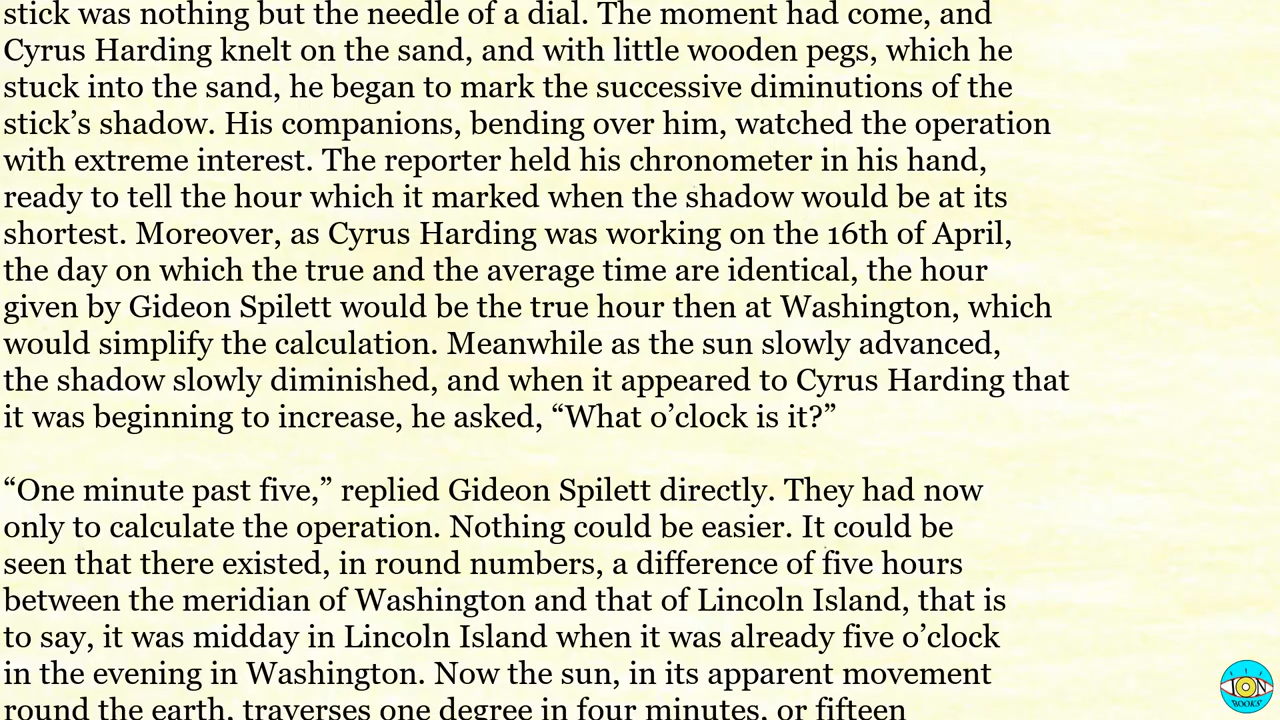 stick was nothing but the needle of a dial. The moment had come, and
Cyrus Harding knelt on the sand, and with little wooden pegs, which he
stuck into the sand, he began to mark the successive diminutions of the
stick’s shadow. His companions, bending over him, watched the operation
with extreme interest. The reporter held his chronometer in his hand,
ready to tell the hour which it marked when the shadow would be at its
shortest. Moreover, as Cyrus Harding was working on the 16th of April,
the day on which the true and the average time are identical, the hour
given by Gideon Spilett would be the true hour then at Washington, which
would simplify the calculation. Meanwhile as the sun slowly advanced,
the shadow slowly diminished, and when it appeared to Cyrus Harding that
it was beginning to increase, he asked, “What o’clock is it?”
“One minute past five,” replied Gideon Spilett directly. They had now
only to calculate the operation. Nothing could be easier. It could be
seen that there existed, in round numbers, a difference of five hours
between the meridian of Washington and that of Lincoln Island, that is
to say, it was midday in Lincoln Island when it was already five o’clock
in the evening in Washington. Now the sun, in its apparent movement
round the earth, traverses one degree in four minutes, or fifteen
ION
BOOKS